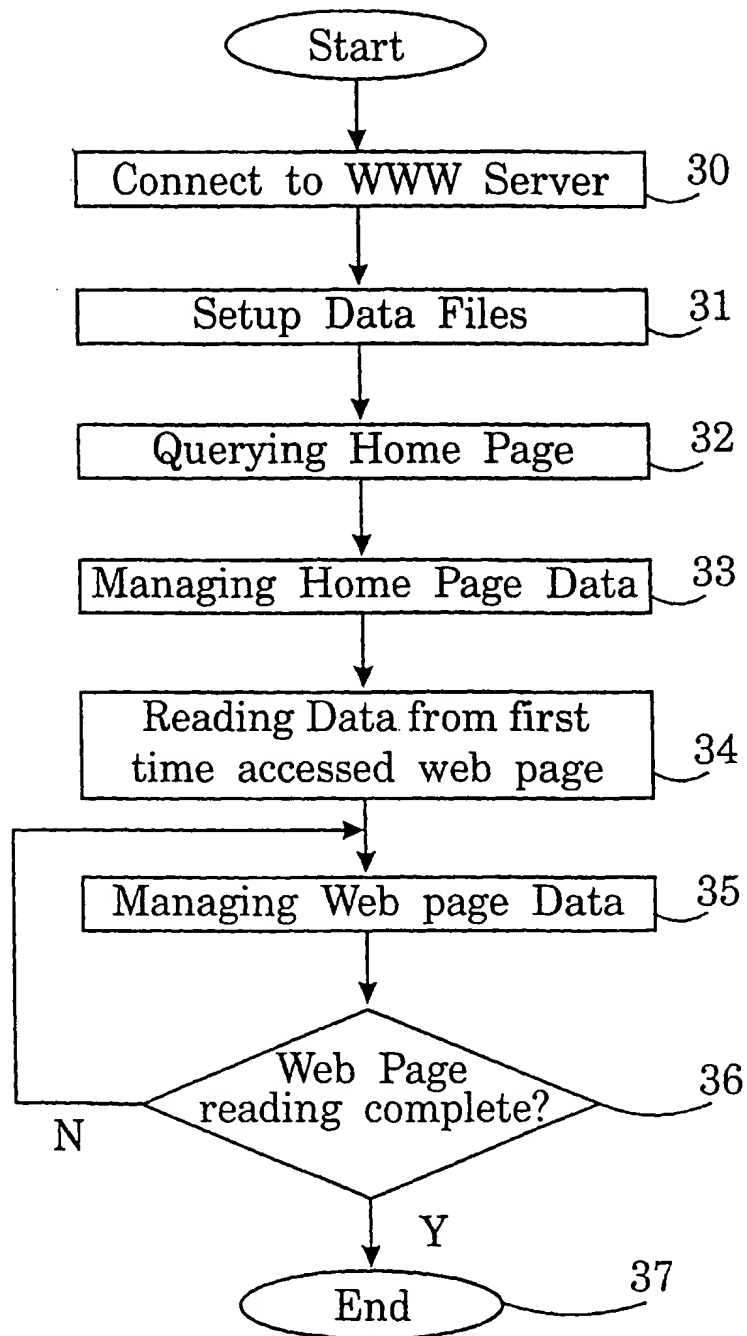 Start
Connect to WWW Server
30
Setup Data Files
31
Querying Home Page
32
Managing Home Page Data
33
Reading Data from first
time accessed web page
34
Managing Web page Data
35
Web Page
reading complete?
36
N
Y
End
37